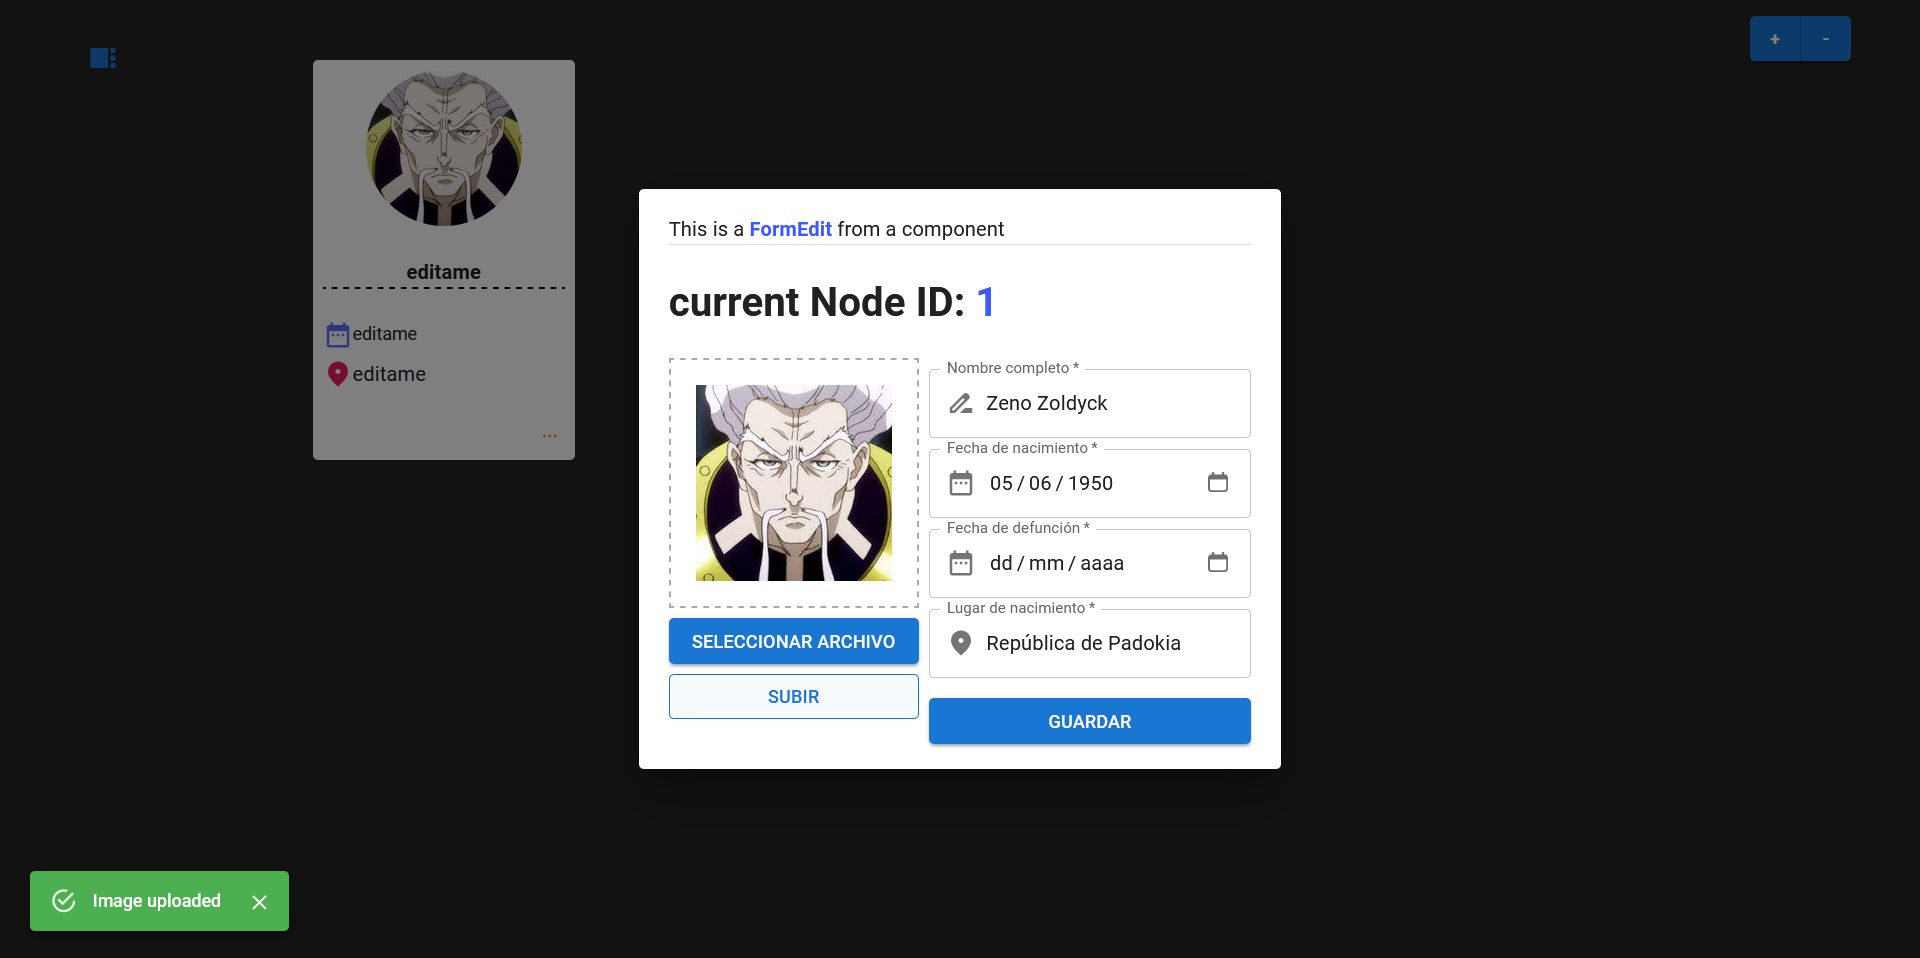 + -
editame
editame
editame
...
This is a FormEdit from a component
current Node ID: 1
Nombre completo *
Zeno Zoldyck
Fecha de nacimiento *
05 / 06 / 1950
Fecha de defunción *
dd / mm / aaaa
Lugar de nacimiento *
República de Padokia
SELECCIONAR ARCHIVO
SUBIR
GUARDAR
Image uploaded